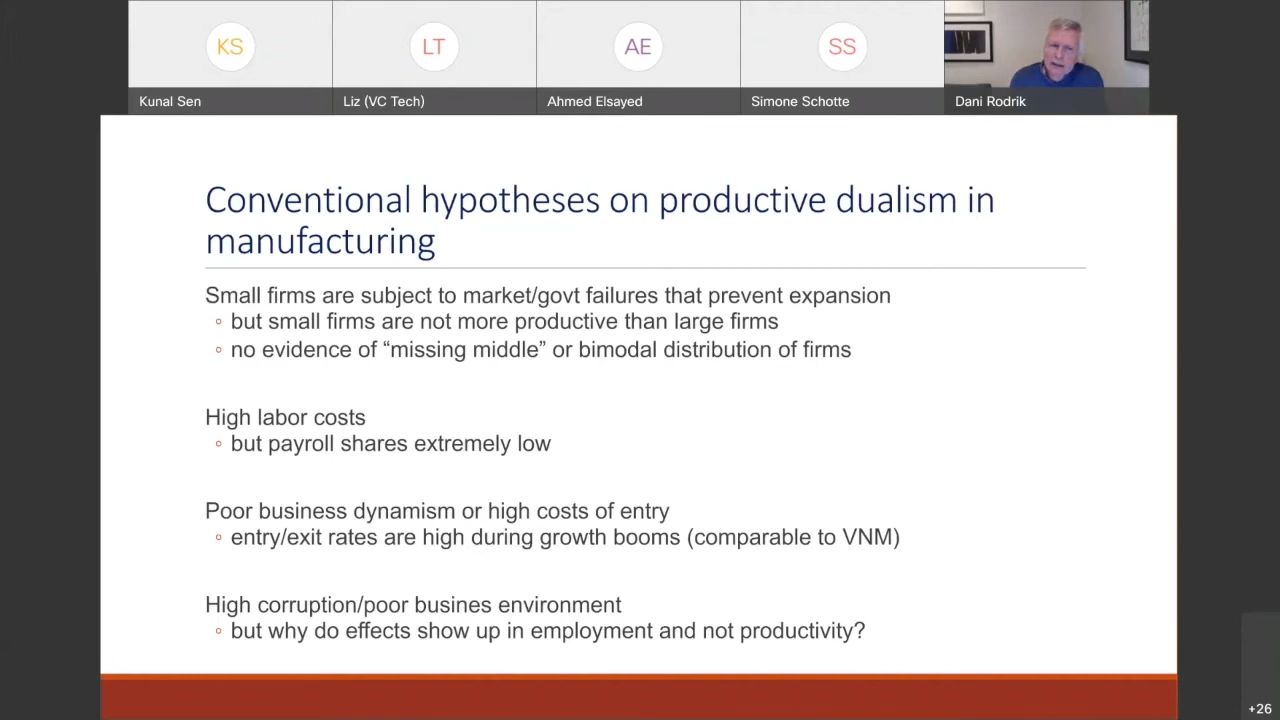 KS
LT
AE
SS
Kunal Sen
Liz (VC Tech)
Ahmed Elsayed
Simone Schotte
Dani Rodrik
Conventional hypotheses on productive dualism in
manufacturing
Small firms are subject to market/govt failures that prevent expansion
◦ but small firms are not more productive than large firms
◦ no evidence of “missing middle” or bimodal distribution of firms
High labor costs
◦ but payroll shares extremely low
Poor business dynamism or high costs of entry
◦ entry/exit rates are high during growth booms (comparable to VNM)
High corruption/poor busines environment
◦ but why do effects show up in employment and not productivity?
+26